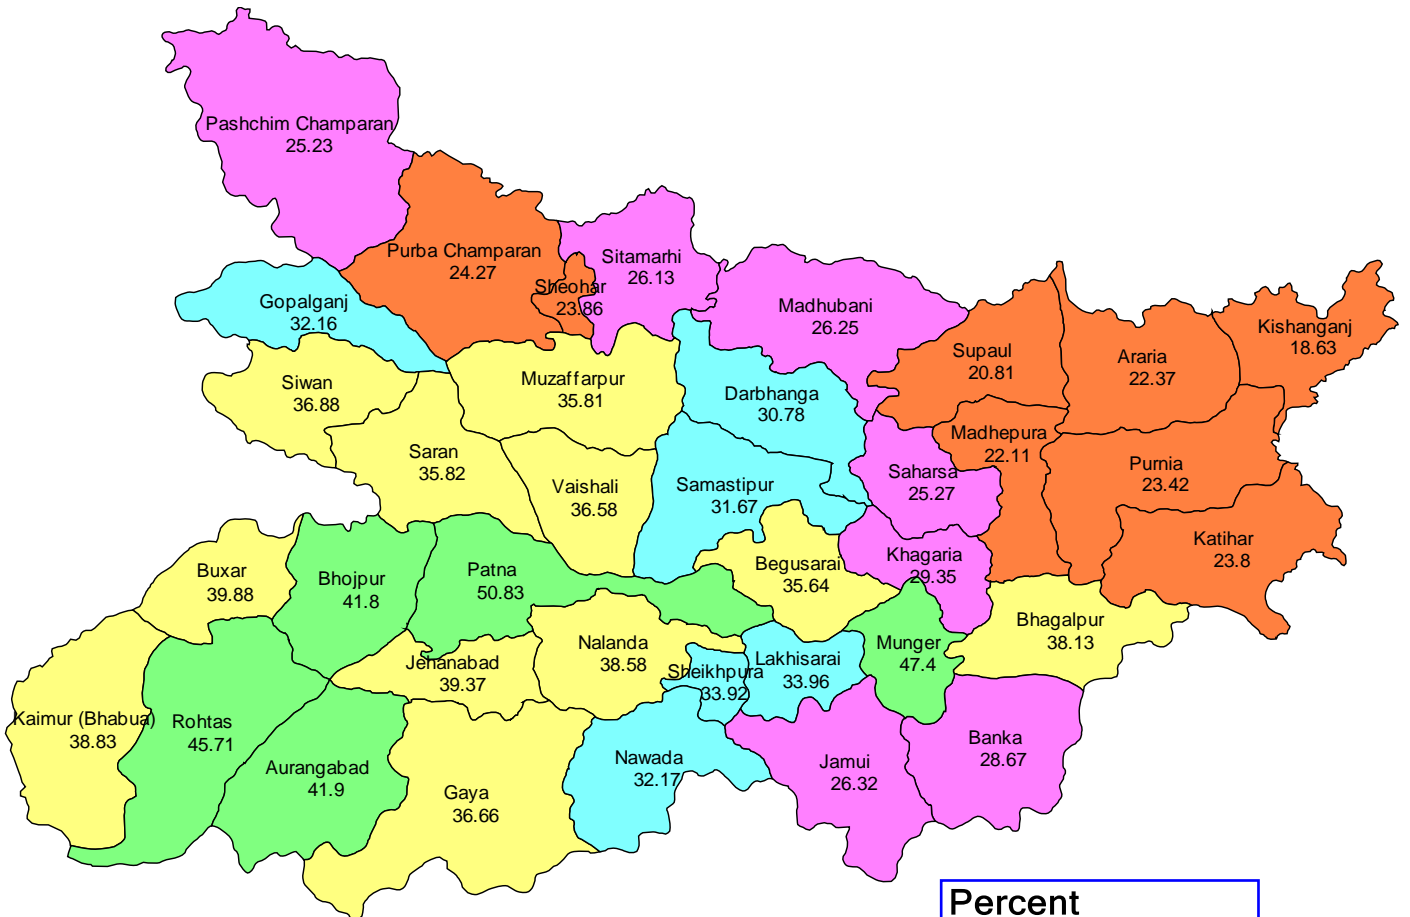 Pashchim Champaran
25.23
Purba Champaran
24.27
Sheohar
23.86
Sitamarhi
26.13
Gopalganj
32.16
Madhubani
26.25
Kishanganj
18.63
Supaul
20.81
Araria
22.37
Siwan
36.88
Muzaffarpur
35.81
Darbhanga
30.78
Madhepura
22.11
Saran
35.82
Vaishali
36.58
Samastipur
31.67
Saharsa
25.27
Purnia
23.42
Katihar
23.8
Buxar
39.88
Bhojpur
41.8
Patna
50.83
Begusarai
35.64
Khagaria
29.35
Bhagalpur
38.13
Jehanabad
39.37
Nalanda
38.58
Sheikhpura
33.92
Lakhisarai
33.96
Munger
47.4
Kaimur (Bhabua)
38.83
Rohtas
45.71
Aurangabad
41.9
Gaya
36.66
Nawada
32.17
Jamui
26.32
Banka
28.67
Percent